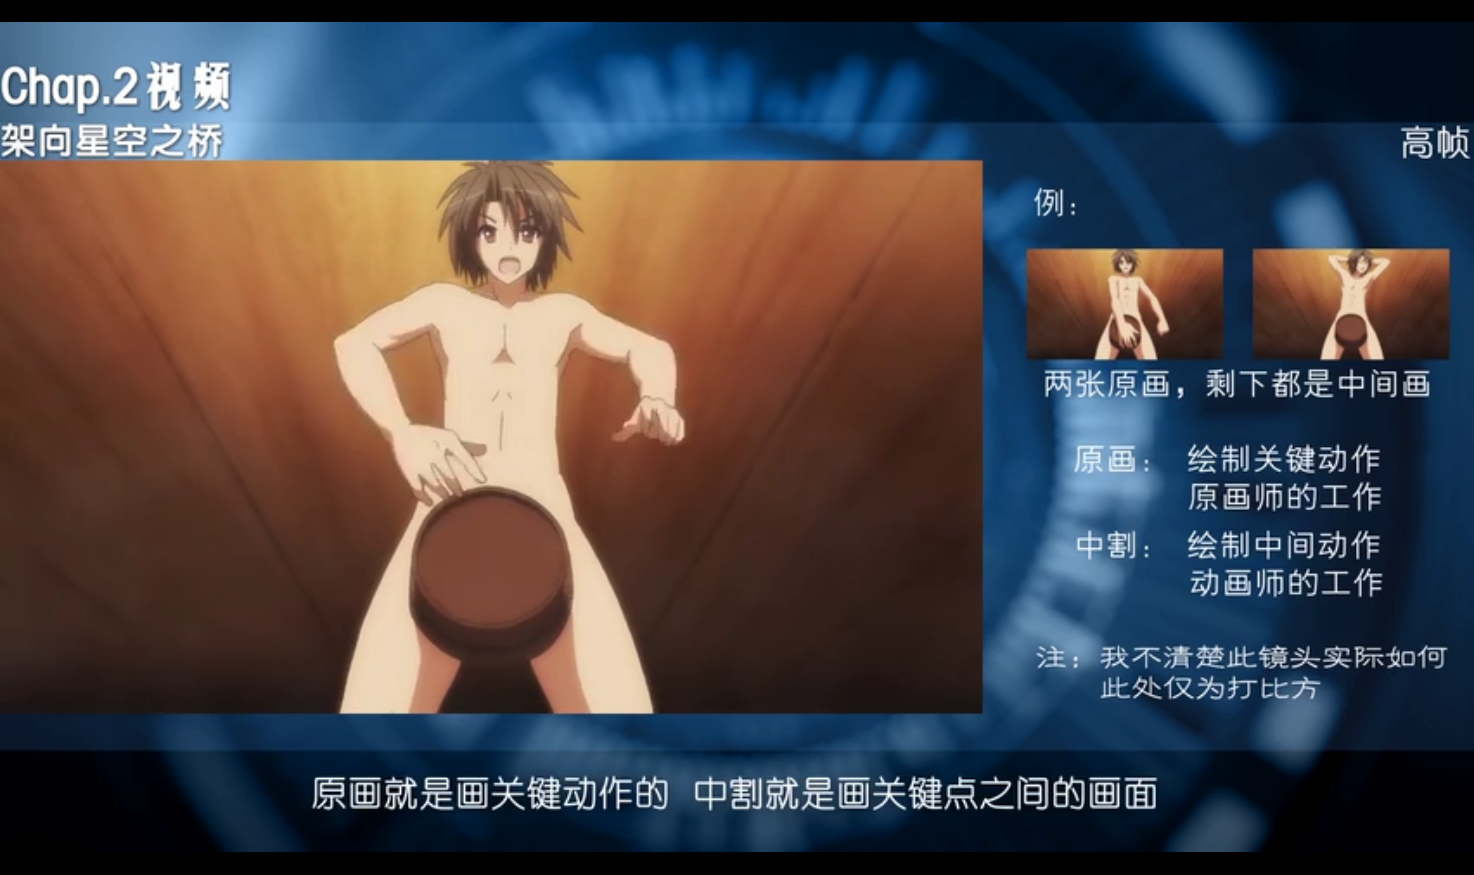 Chap.2视频
架向星空之桥
高帧
例：
两张原画，剩下都是中间画
原画： 绘制关键动作
原画师的工作
中割： 绘制中间动作
动画师的工作
注：我不清楚此镜头实际如何
此处仅为打比方
原画就是画关键动作的 中割就是画关键点之间的画面